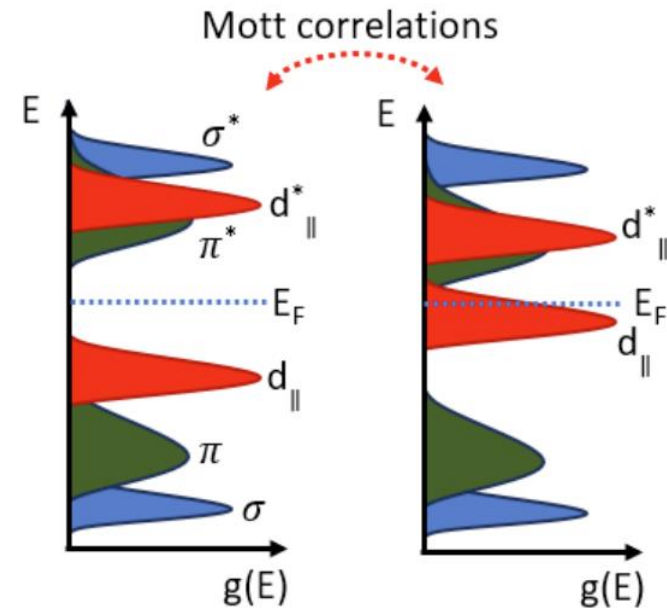 Mott correlations
E
σ*
d*∥
π*
E_F
d∥
π
σ
g(E)
E
d*∥
E_F
d∥
g(E)